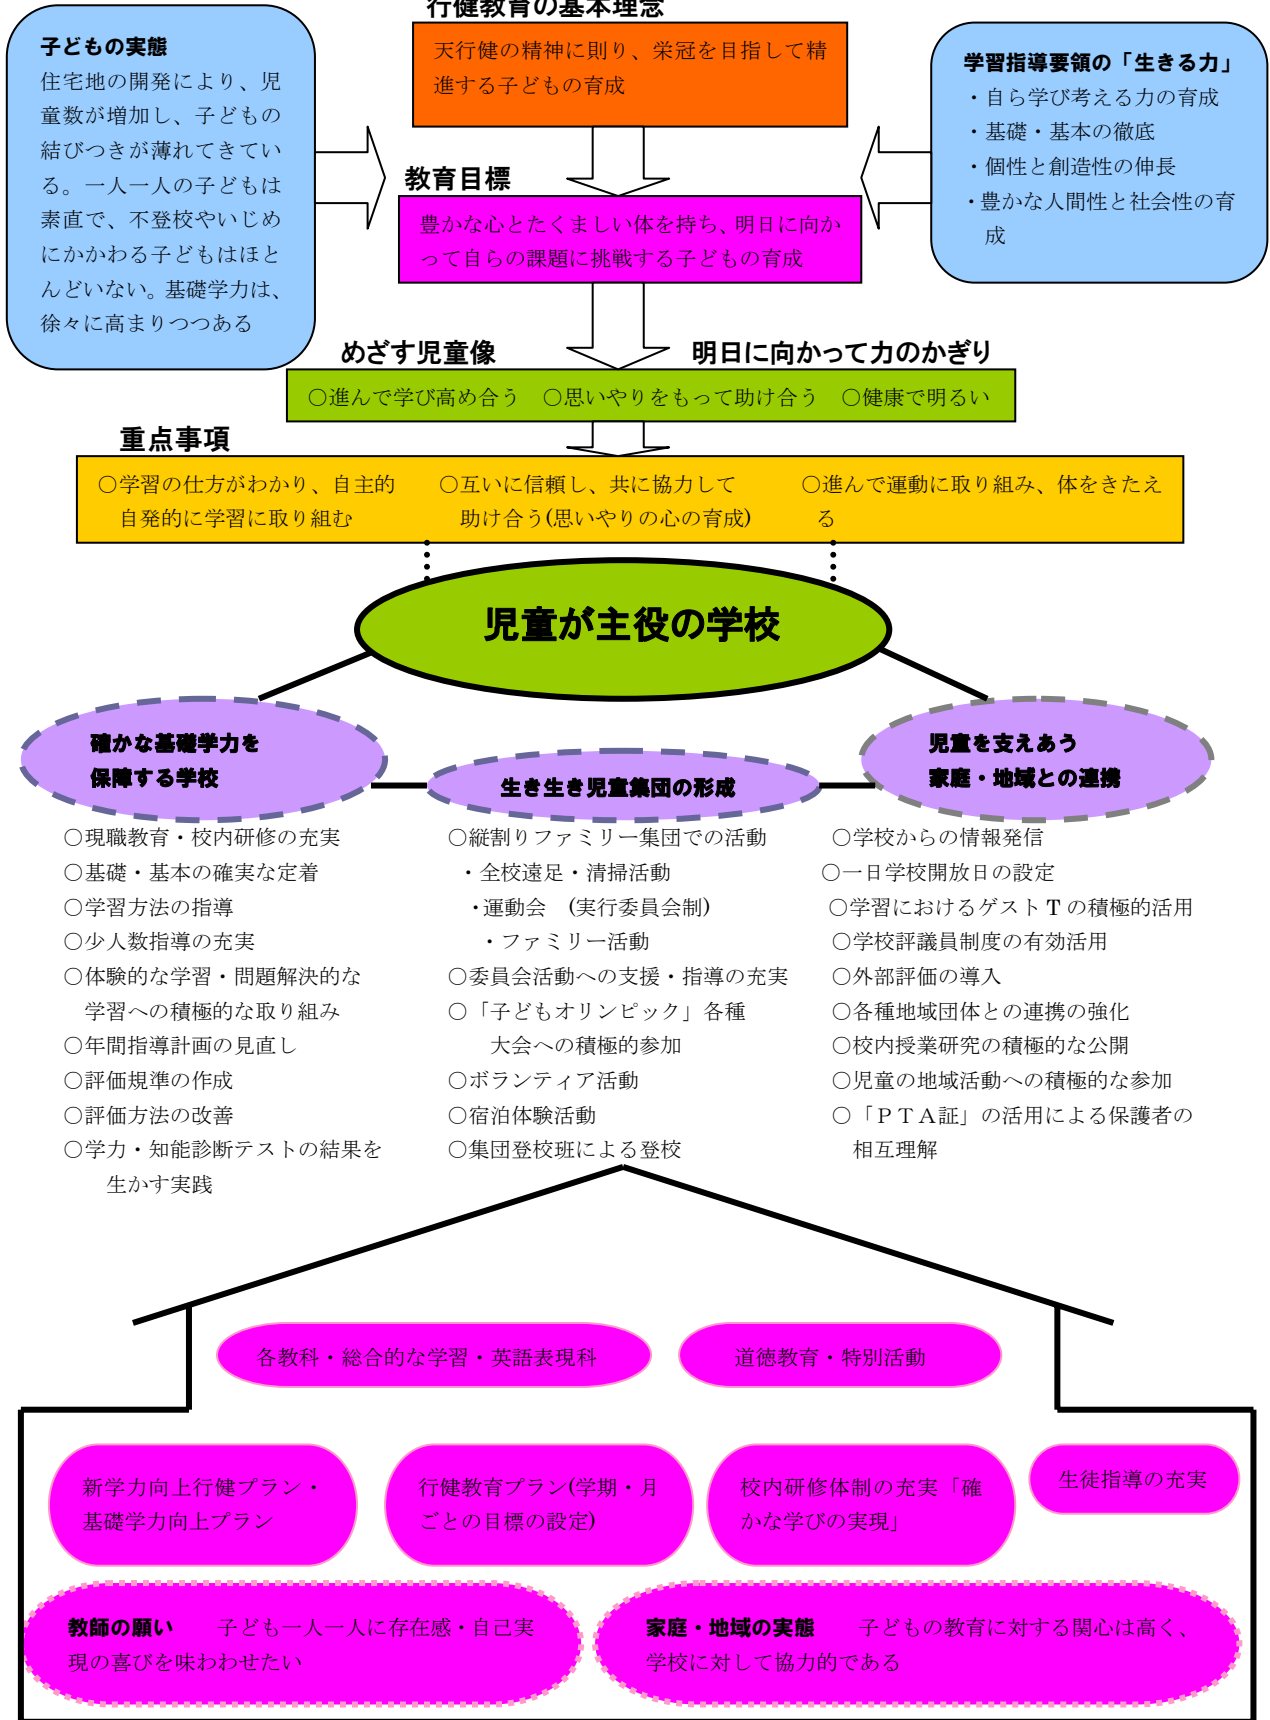 行健教育の基本理念
天行健の精神に則り、栄冠を目指して精
進する子どもの育成
子どもの実態
住宅地の開発により、児
童数が増加し、子どもの
結びつきが薄れてきてい
る。一人一人の子どもは
素直で、不登校やいじめ
にかかわる子どもはほと
んどいない。基礎学力は、
徐々に高まりつつある
学習指導要領の「生きる力」
・自ら学び考える力の育成
・基礎・基本の徹底
・個性と創造性の伸長
・豊かな人間性と社会性の育
成
教育目標
豊かな心とたくましい体を持ち、明日に向か
って自らの課題に挑戦する子どもの育成
めざす児童像　明日に向かって力のかぎり
○進んで学び高め合う　○思いやりをもって助け合う　○健康で明るい
重点事項
○学習の仕方がわかり、自主的
自発的に学習に取り組む
○互いに信頼し、共に協力して
助け合う(思いやりの心の育成)
○進んで運動に取り組み、体をきたえ
る
児童が主役の学校
確かな基礎学力を
保障する学校
○現職教育・校内研修の充実
○基礎・基本の確実な定着
○学習方法の指導
○少人数指導の充実
○体験的な学習・問題解決的な
学習への積極的な取り組み
○年間指導計画の見直し
○評価規準の作成
○評価方法の改善
○学力・知能診断テストの結果を
生かす実践
生き生き児童集団の形成
○縦割りファミリー集団での活動
・全校遠足・清掃活動
・運動会　(実行委員会制)
・ファミリー活動
○委員会活動への支援・指導の充実
○「子どもオリンピック」各種
大会への積極的参加
○ボランティア活動
○宿泊体験活動
○集団登校班による登校
児童を支えあう
家庭・地域との連携
○学校からの情報発信
○一日学校開放日の設定
○学習におけるゲストTの積極的活用
○学校評議員制度の有効活用
○外部評価の導入
○各種地域団体との連携の強化
○校内授業研究の積極的な公開
○児童の地域活動への積極的な参加
○「ＰＴＡ証」の活用による保護者の
相互理解
各教科・総合的な学習・英語表現科
道徳教育・特別活動
新学力向上行健プラン・
基礎学力向上プラン
行健教育プラン(学期・月
ごとの目標の設定)
校内研修体制の充実「確
かな学びの実現」
生徒指導の充実
教師の願い　子ども一人一人に存在感・自己実
現の喜びを味わわせたい
家庭・地域の実態　子どもの教育に対する関心は高く、
学校に対して協力的である